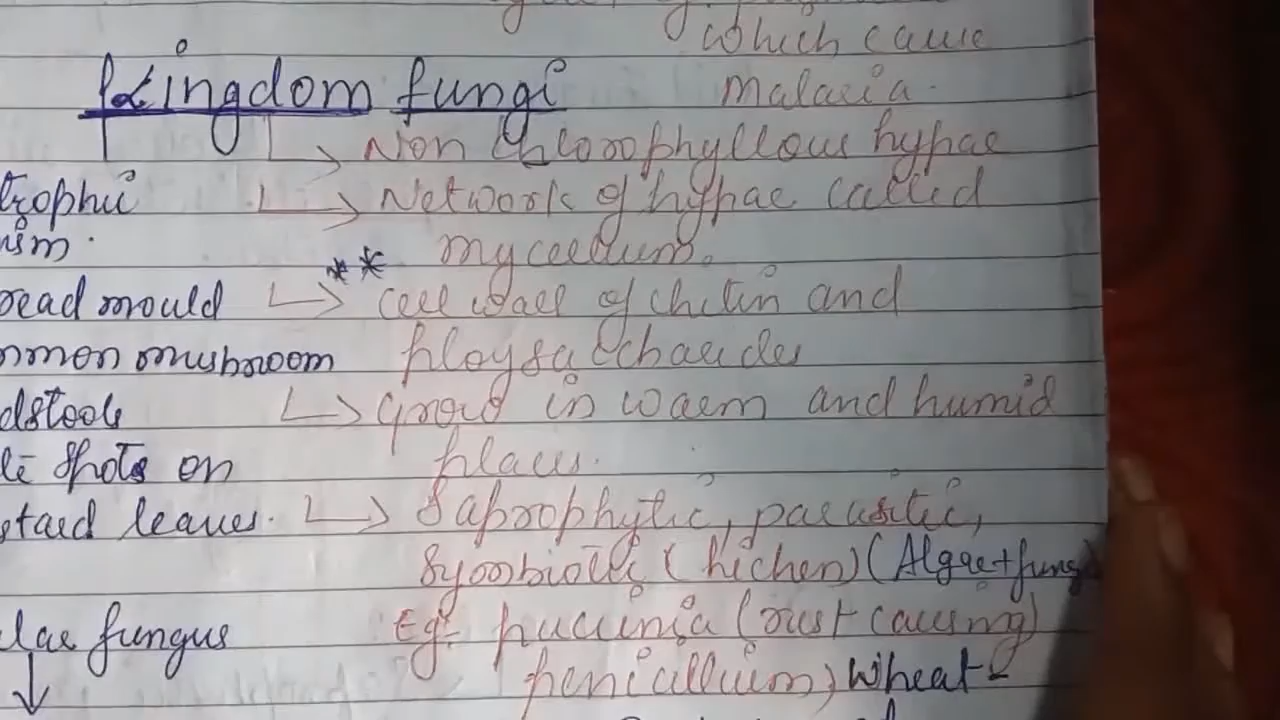 which cause
Kingdom fungi malaria.
Non chlorophyllous hyphae
trophic Network of hyphae called
ism. mycellium.
** cell wall of chitin and
read mould
mmon mushroom ploysaccharides
dstools Grow in warm and humid
te spots on places.
stard leaves. Saprophytic, parasitic,
Symbiotic (lichen) (Algae+fungi)
lar fungus Eg- puccinia (rust causing)
penicillium) wheat-